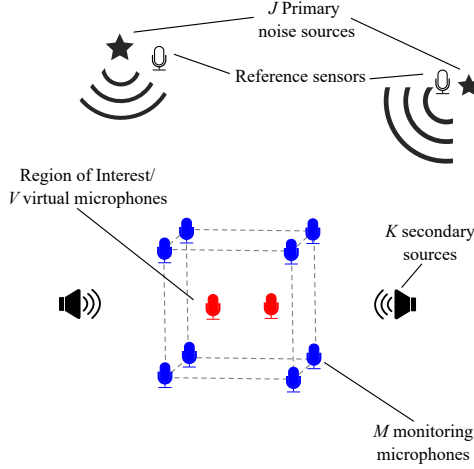 J Primary
noise sources
Reference sensors
Region of Interest/
V virtual microphones
K secondary
sources
M monitoring
microphones